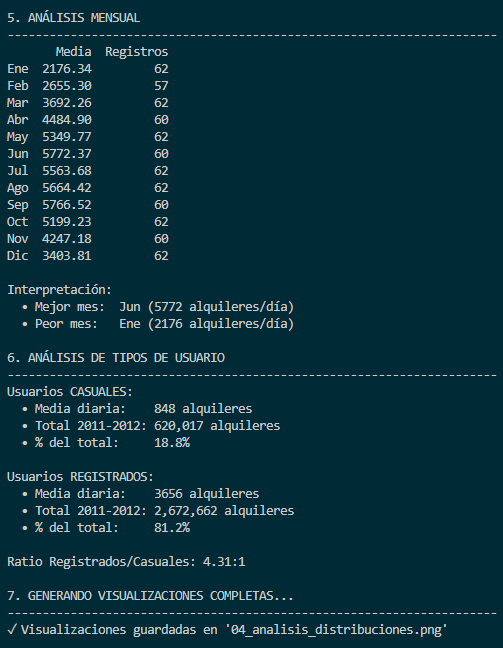 5. ANÁLISIS MENSUAL
----------------------------------------------------------------------
Media Registros
Ene 2176.34 62
Feb 2655.30 57
Mar 3692.26 62
Abr 4484.90 60
May 5349.77 62
Jun 5772.37 60
Jul 5563.68 62
Ago 5664.42 62
Sep 5766.52 60
Oct 5199.23 62
Nov 4247.18 60
Dic 3403.81 62
Interpretación:
• Mejor mes: Jun (5772 alquileres/día)
• Peor mes: Ene (2176 alquileres/día)
6. ANÁLISIS DE TIPOS DE USUARIO
----------------------------------------------------------------------
Usuarios CASUALES:
• Media diaria: 848 alquileres
• Total 2011-2012: 620,017 alquileres
• % del total: 18.8%
Usuarios REGISTRADOS:
• Media diaria: 3656 alquileres
• Total 2011-2012: 2,672,662 alquileres
• % del total: 81.2%
Ratio Registrados/Casuales: 4.31:1
7. GENERANDO VISUALIZACIONES COMPLETAS...
----------------------------------------------------------------------
✓ Visualizaciones guardadas en '04_analisis_distribuciones.png'